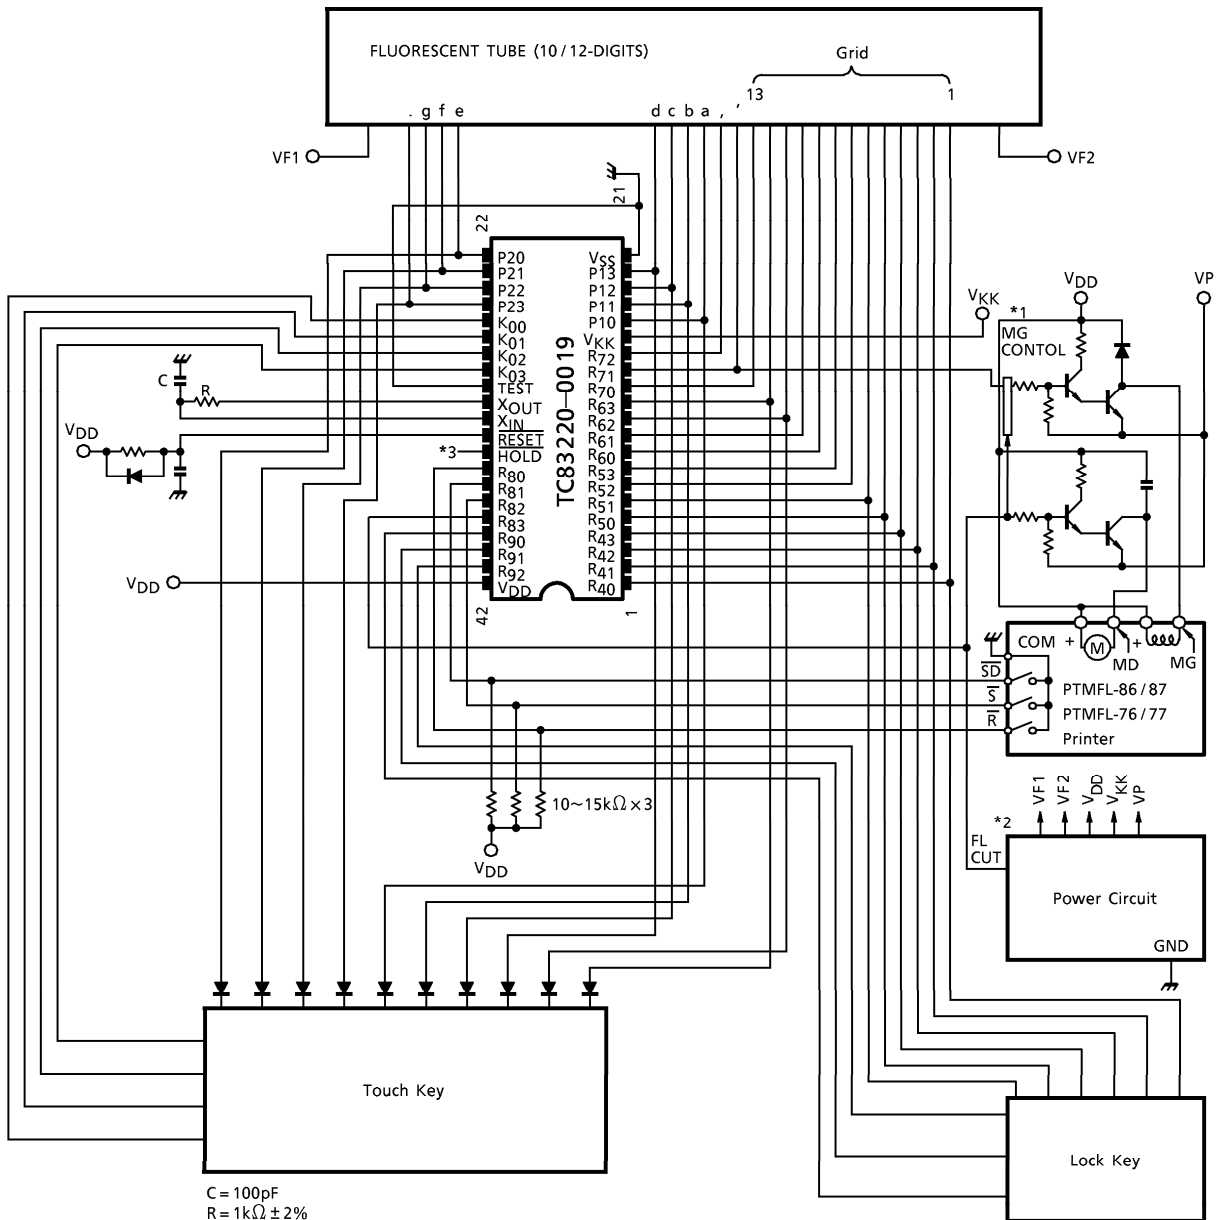 FLUORESCENT TUBE (10/12-DIGITS)
Grid
13
1
. g f e
d c b a , ′
VF1
VF2
21
22
P20
P21
P22
P23
K00
K01
K02
K03
TEST
XOUT
XIN
RESET
HOLD
R80
R81
R82
R83
R90
R91
R92
VDD
TC83220-0019
VSS
P13
P12
P11
P10
VKK
R72
R71
R70
R63
R62
R61
R60
R53
R52
R51
R50
R43
R42
R41
R40
42
1
C
R
VDD
*3
VDD
VKK
VDD
VP
*1
MG
CONTOL
COM
+
M
MD
+
MG
SD
S
R
PTMFL-86/87
PTMFL-76/77
Printer
10~15kΩ×3
VDD
VF1
VF2
VDD
VKK
VP
*2
FL
CUT
Power Circuit
GND
Touch Key
Lock Key
C=100pF
R=1kΩ±2%